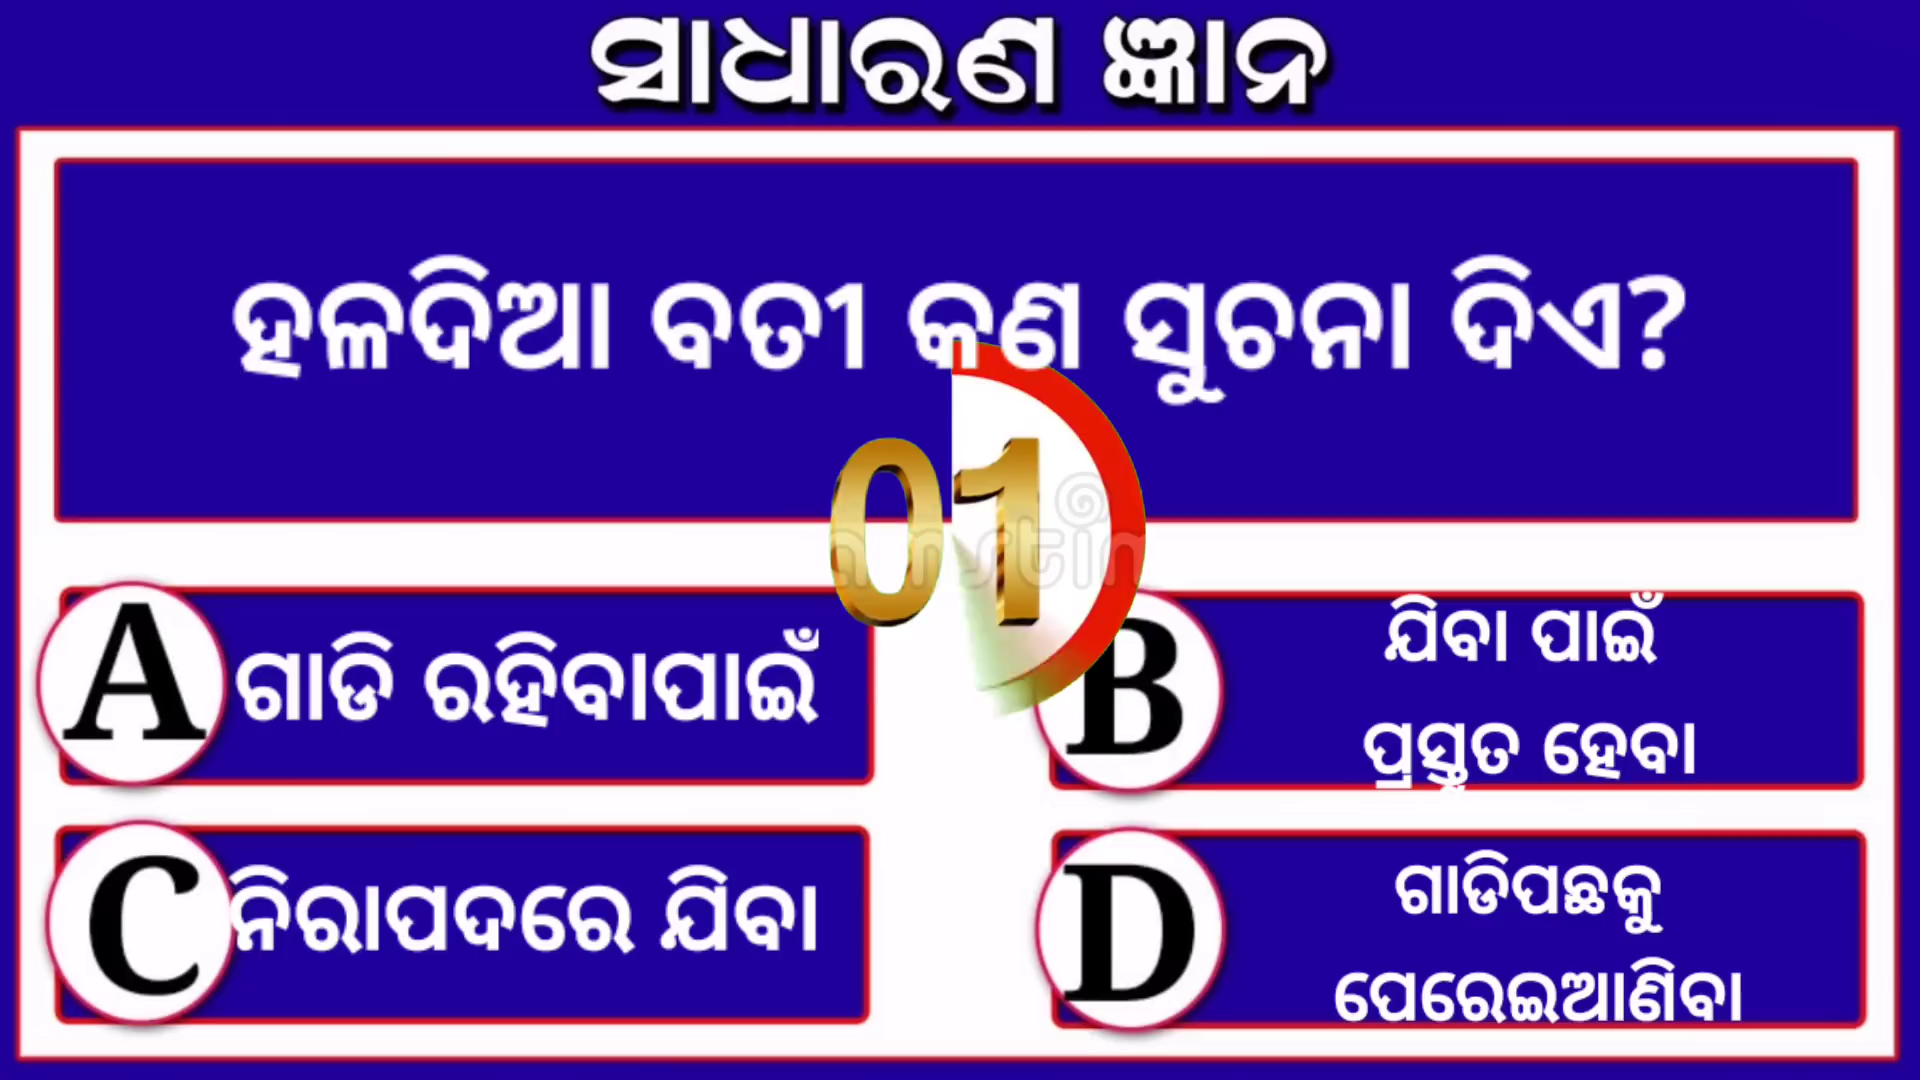 ସାଧାରଣ ଜ୍ଞାନ
ହଳଦିଆ ବତୀ କଣ ସୁଚନା ଦିଏ?
01
A ଗାଡି ରହିବାପାଇଁ
B ଯିବା ପାଇଁ
ପ୍ରସ୍ତୁତ ହେବା
C ନିରାପଦରେ ଯିବା
D ଗାଡିପଛକୁ
ପେରେଇଆଣିବା